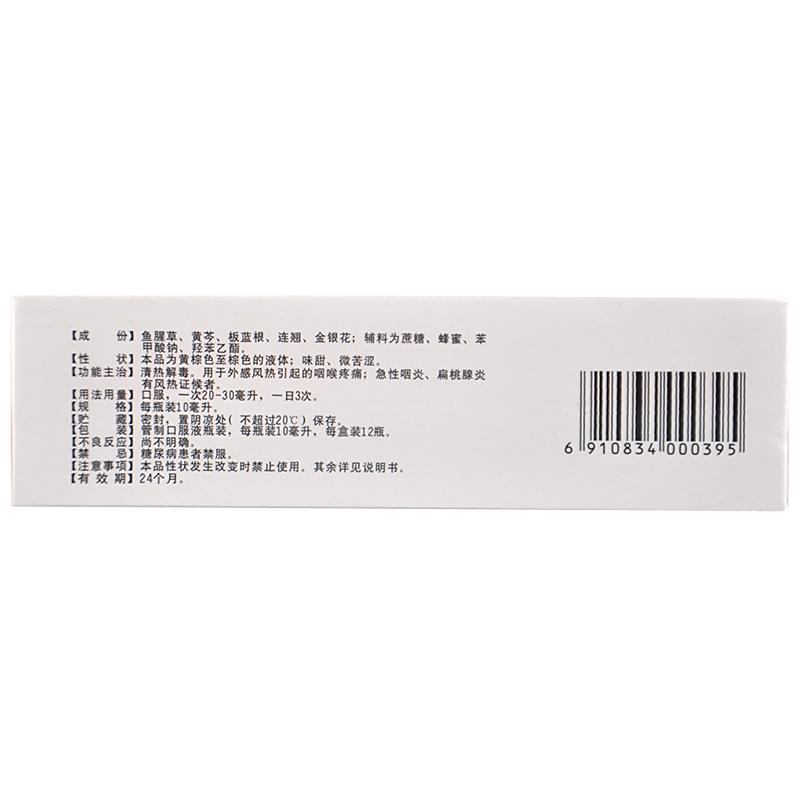 【成　份】鱼腥草、黄芩、板蓝根、连翘、金银花；辅料为蔗糖、蜂蜜、苯
甲酸钠、羟苯乙酯。
【性　状】本品为黄棕色至棕色的液体；味甜、微苦涩。
【功能主治】清热解毒。用于外感风热引起的咽喉疼痛；急性咽炎、扁桃腺炎
有风热证候者。
【用法用量】口服，一次20-30毫升，一日3次。
【规　格】每瓶装10毫升。
【贮　藏】密封，置阴凉处（不超过20℃）保存。
【包　装】管制口服液瓶装，每瓶装10毫升，每盒装12瓶。
【不良反应】尚不明确。
【禁　忌】糖尿病患者禁服。
【注意事项】本品性状发生改变时禁止使用。其余详见说明书。
【有 效 期】24个月。
6 910834 000395